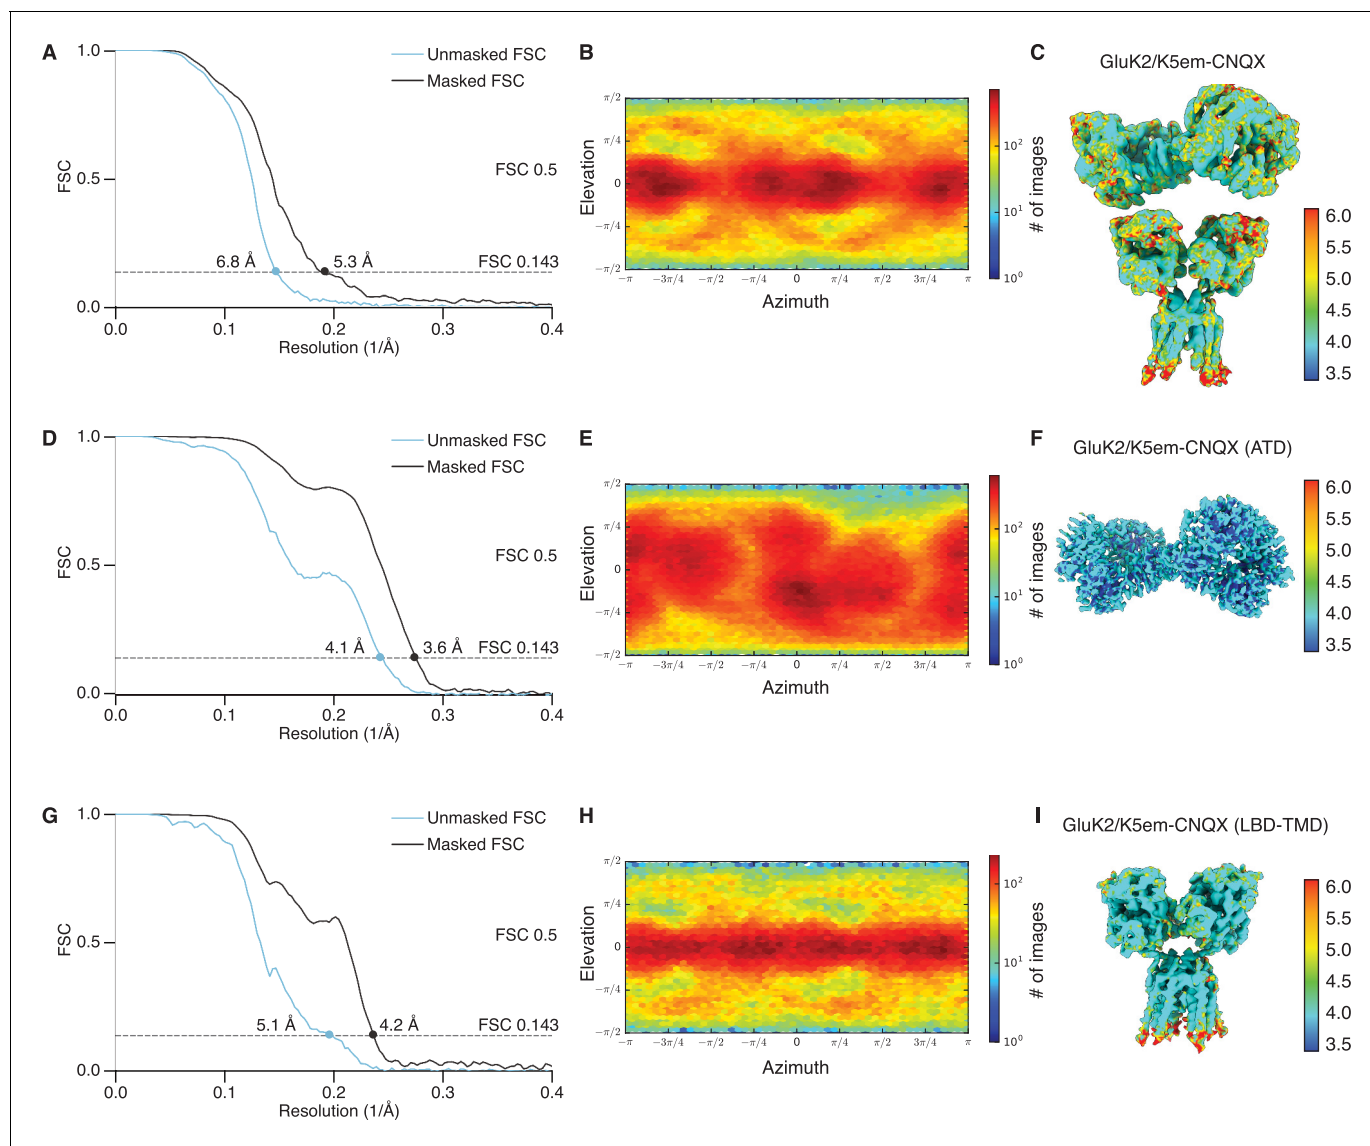 A
1.0
0.5
0.0
FSC
Unmasked FSC
Masked FSC
FSC 0.5
6.8 Å
5.3 Å
FSC 0.143
0.0 0.1 0.2 0.3 0.4
Resolution (1/Å)
B
π/2
π/4
0
−π/4
−π/2
Elevation
−π −3π/4 −π/2 −π/4 0 π/4 π/2 3π/4 π
Azimuth
10²
10¹
10⁰
# of images
C
GluK2/K5em-CNQX
6.0
5.5
5.0
4.5
4.0
3.5
D
1.0
0.5
0.0
FSC
Unmasked FSC
Masked FSC
FSC 0.5
4.1 Å
3.6 Å
FSC 0.143
0.0 0.1 0.2 0.3 0.4
Resolution (1/Å)
E
π/2
π/4
0
−π/4
−π/2
Elevation
−π −3π/4 −π/2 −π/4 0 π/4 π/2 3π/4 π
Azimuth
10²
10¹
10⁰
# of images
F
GluK2/K5em-CNQX (ATD)
6.0
5.5
5.0
4.5
4.0
3.5
G
1.0
0.5
0.0
FSC
Unmasked FSC
Masked FSC
FSC 0.5
5.1 Å
4.2 Å
FSC 0.143
0.0 0.1 0.2 0.3 0.4
Resolution (1/Å)
H
π/2
π/4
0
−π/4
−π/2
Elevation
−π −3π/4 −π/2 −π/4 0 π/4 π/2 3π/4 π
Azimuth
10²
10¹
10⁰
# of images
I
GluK2/K5em-CNQX (LBD-TMD)
6.0
5.5
5.0
4.5
4.0
3.5